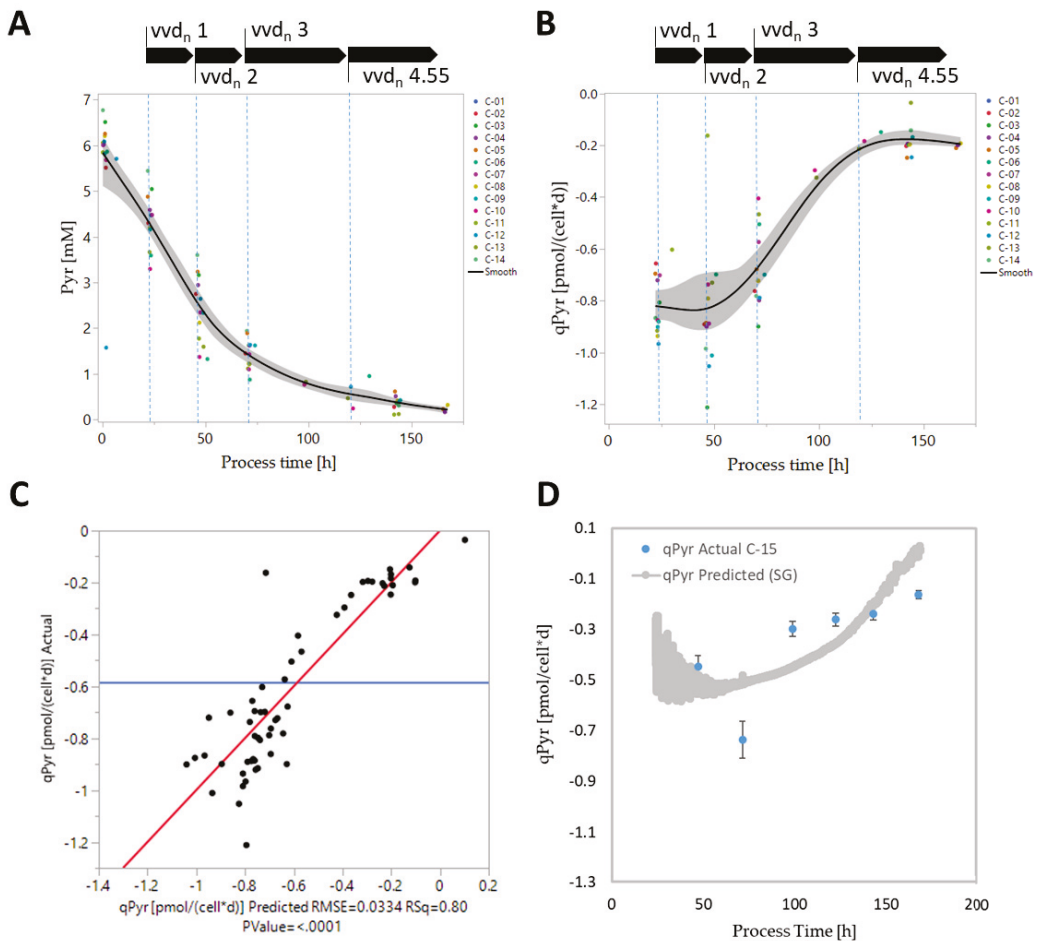 A
vvdn 1
vvdn 3
vvdn 2
vvdn 4.55
7
6
5
4
3
2
1
0
Pyr [mM]
0
50
100
150
Process time [h]
C-01
C-02
C-03
C-04
C-05
C-06
C-07
C-08
C-09
C-10
C-11
C-12
C-13
C-14
Smooth
B
vvdn 1
vvdn 3
vvdn 2
vvdn 4.55
0.0
-0.2
-0.4
-0.6
-0.8
-1.0
-1.2
qPyr [pmol/(cell*d)]
0
50
100
150
Process time [h]
C-01
C-02
C-03
C-04
C-05
C-06
C-07
C-08
C-09
C-10
C-11
C-12
C-13
C-14
Smooth
C
0
-0.2
-0.4
-0.6
-0.8
-1
-1.2
qPyr [pmol/(cell*d)] Actual
-1.4
-1.2
-1
-0.8
-0.6
-0.4
-0.2
0
0.2
qPyr [pmol/(cell*d)] Predicted RMSE=0.0334 RSq=0.80
PValue=<.0001
D
0.1
-0.1
-0.3
-0.5
-0.7
-0.9
-1.1
-1.3
qPyr [pmol/cell*d]
qPyr Actual C-15
qPyr Predicted (SG)
0
50
100
150
200
Process Time [h]